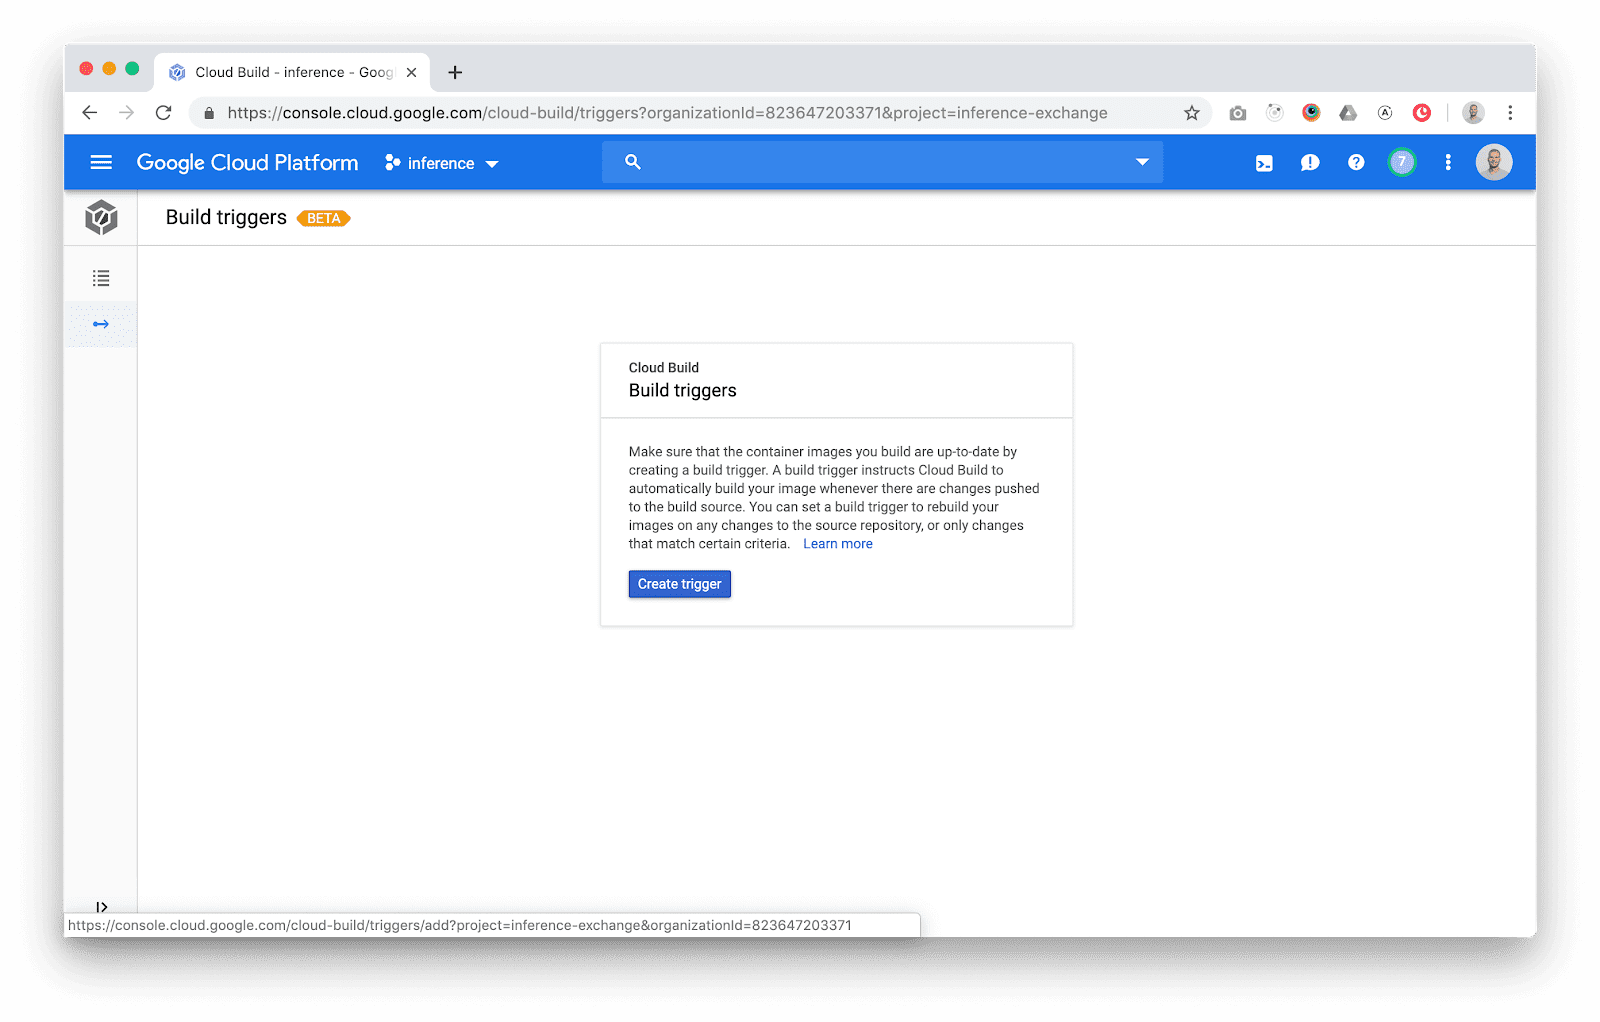 Cloud Build - inference - Goog
https://console.cloud.google.com/cloud-build/triggers?organizationId=823647203371&project=inference-exchange
Google Cloud Platform
inference
7
Build triggers
BETA
Cloud Build
Build triggers
Make sure that the container images you build are up-to-date by
creating a build trigger. A build trigger instructs Cloud Build to
automatically build your image whenever there are changes pushed
to the build source. You can set a build trigger to rebuild your
images on any changes to the source repository, or only changes
that match certain criteria. Learn more
Create trigger
https://console.cloud.google.com/cloud-build/triggers/add?project=inference-exchange&organizationId=823647203371